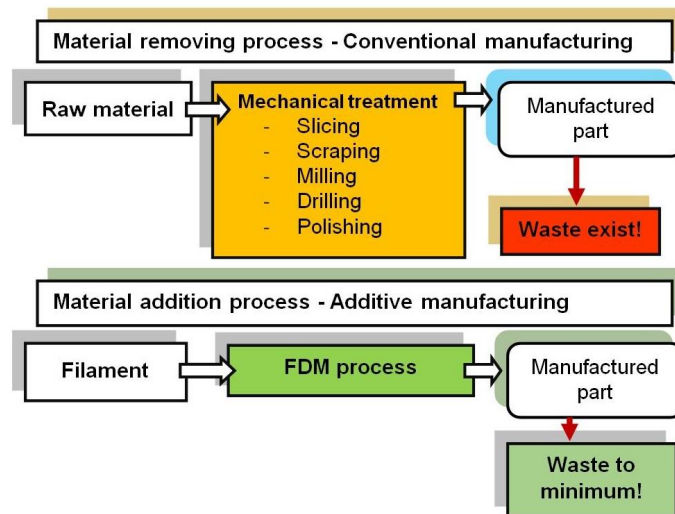 Material removing process - Conventional manufacturing
Raw material
Mechanical treatment
- Slicing
- Scraping
- Milling
- Drilling
- Polishing
Manufactured
part
Waste exist!
Material addition process - Additive manufacturing
Filament
FDM process
Manufactured
part
Waste to
minimum!